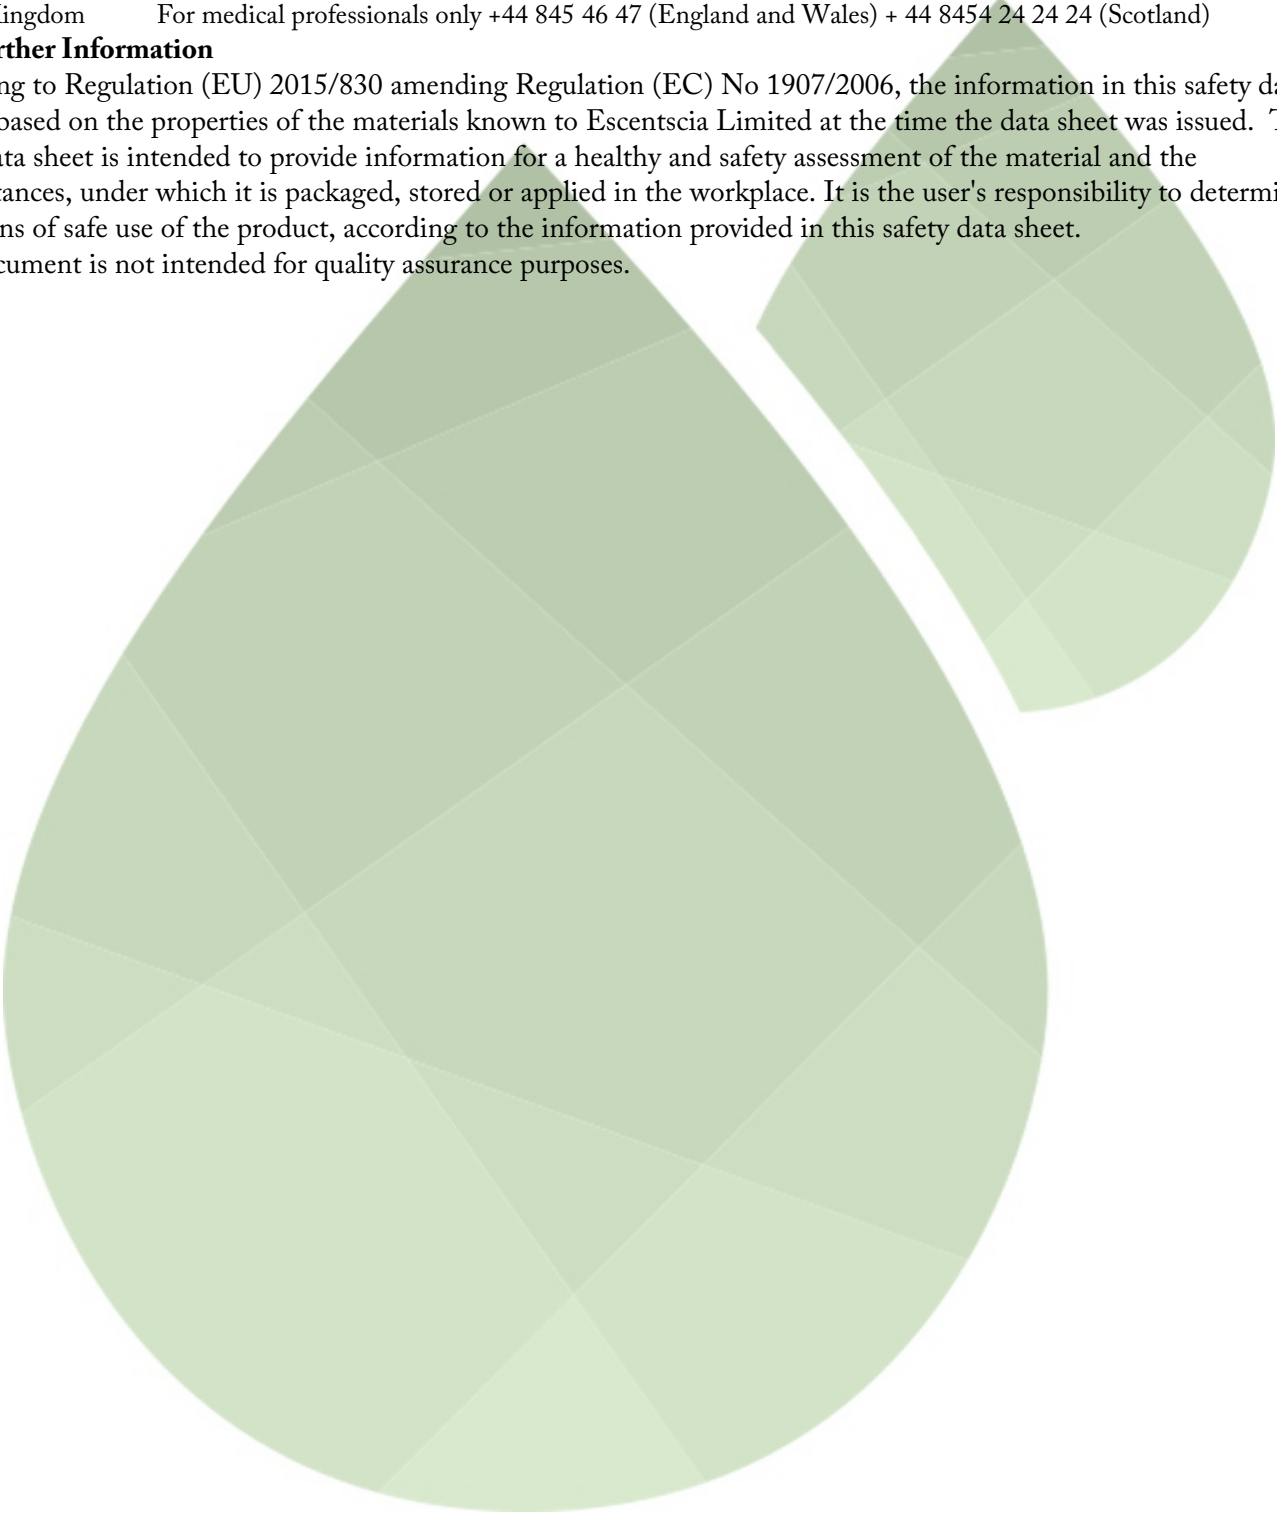 ingdom For medical professionals only +44 845 46 47 (England and Wales) + 44 8454 24 24 24 (Scotland)
rther Information
ng to Regulation (EU) 2015/830 amending Regulation (EC) No 1907/2006, the information in this safety da
based on the properties of the materials known to Escentscia Limited at the time the data sheet was issued. T
ata sheet is intended to provide information for a healthy and safety assessment of the material and the
tances, under which it is packaged, stored or applied in the workplace. It is the user's responsibility to determi
ns of safe use of the product, according to the information provided in this safety data sheet.
cument is not intended for quality assurance purposes.